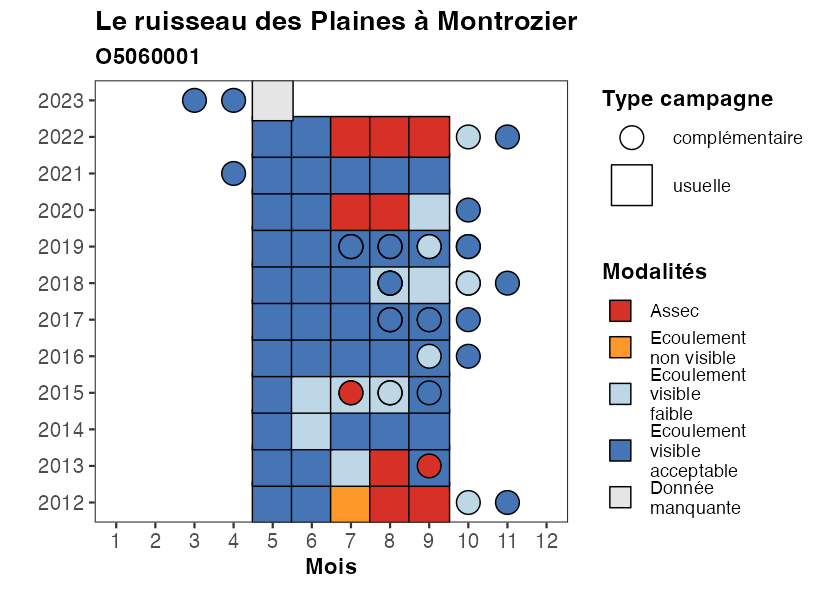 Le ruisseau des Plaines à Montrozier
O5060001
2023
2022
2021
2020
2019
2018
2017
2016
2015
2014
2013
2012
1 2 3 4 5 6 7 8 9 10 11 12
Mois
Type campagne
complémentaire
usuelle
Modalités
Assec
Ecoulement
non visible
Ecoulement
visible
faible
Ecoulement
visible
acceptable
Donnée
manquante